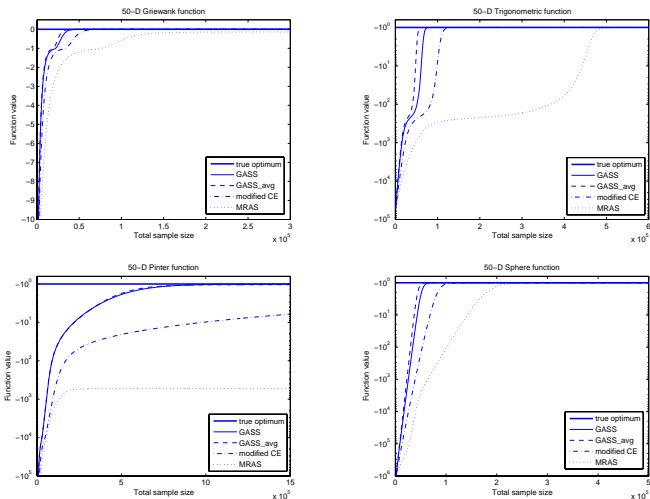 50−D Griewank function
0
−1
−2
−3
−4
−5
−6
−7
−8
−9
−10
Function value
0 0.5 1 1.5 2 2.5 3
Total sample size
x 10^5
true optimum
GASS
GASS_avg
modified CE
MRAS
50−D Trigonometric function
−10^0
−10^1
−10^2
−10^3
−10^4
−10^5
Function value
0 1 2 3 4 5 6
Total sample size
x 10^5
true optimum
GASS
GASS_avg
modified CE
MRAS
50−D Pinter function
−10^0
−10^1
−10^2
−10^3
−10^4
−10^5
Function value
0 5 10 15
Total sample size
x 10^5
true optimum
GASS
GASS_avg
modified CE
MRAS
50−D Sphere function
−10^0
−10^1
−10^2
−10^3
Function value
0 1 2 3 4 5
Total sample size
x 10^5
true optimum
GASS
GASS_avg
modified CE
MRAS